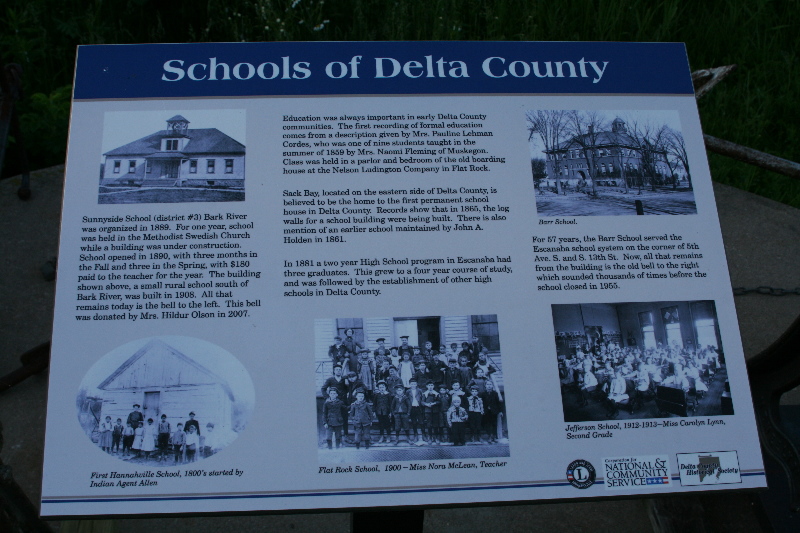 Schools of Delta County
Sunnyside School (district #3) Bark River
was organized in 1889. For one year, school
was held in the Methodist Swedish Church
while a building was under construction.
School opened in 1890, with three months in
the Fall and three in the Spring, with $180
paid to the teacher for the year. The building
shown above, a small rural school south of
Bark River, was built in 1908. All that
remains today is the bell to the left. This bell
was donated by Mrs. Hildur Olson in 2007.
First Hannahville School, 1800's started by
Indian Agent Allen
Education was always important in early Delta County
communities. The first recording of formal education
comes from a description given by Mrs. Pauline Lehman
Cordes, who was one of nine students taught in the
summer of 1859 by Mrs. Naomi Fleming of Muskegon.
Class was held in a parlor and bedroom of the old boarding
house at the Nelson Ludington Company in Flat Rock.
Sack Bay, located on the eastern side of Delta County, is
believed to be the home to the first permanent school
house in Delta County. Records show that in 1865, the log
walls for a school building were being built. There is also
mention of an earlier school maintained by John A.
Holden in 1861.
In 1881 a two year High School program in Escanaba had
three graduates. This grew to a four year course of study,
and was followed by the establishment of other high
schools in Delta County.
Flat Rock School, 1900 – Miss Nora McLean, Teacher
Barr School.
For 57 years, the Barr School served the
Escanaba school system on the corner of 5th
Ave. S. and S. 13th St. Now, all that remains
from the building is the old bell to the right
which sounded thousands of times before the
school closed in 1955.
Jefferson School, 1912-1913—Miss Carolyn Lynn,
Second Grade
L
Corporation for
NATIONAL &
COMMUNITY
SERVICE
Delta County
Historical Society